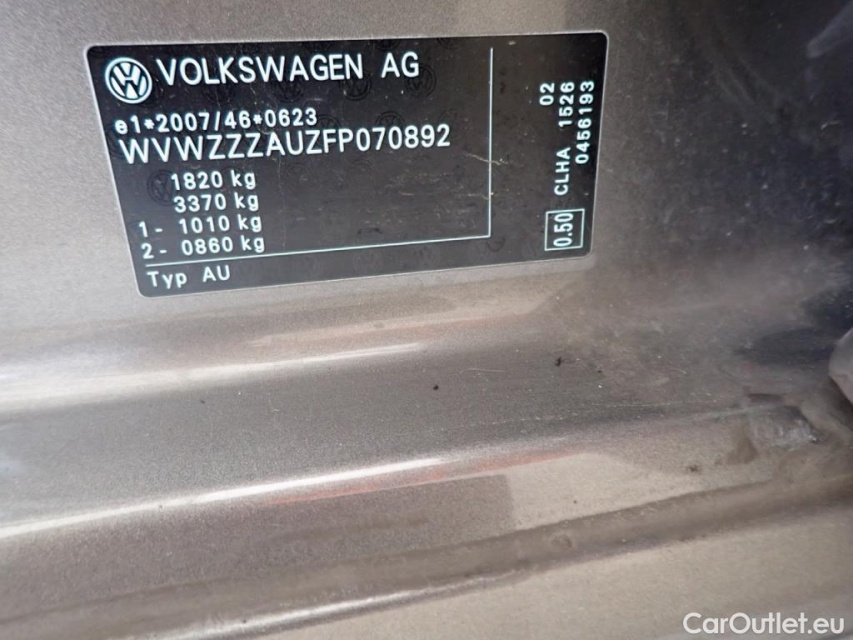 VOLKSWAGEN AG
e1*2007/46*0623
WVWZZZAUZFP070892
1820 kg
3370 kg
1- 1010 kg
2- 0860 kg
Typ AU
02
CLHA 1526
0456193
0.50
CarOutlet.eu